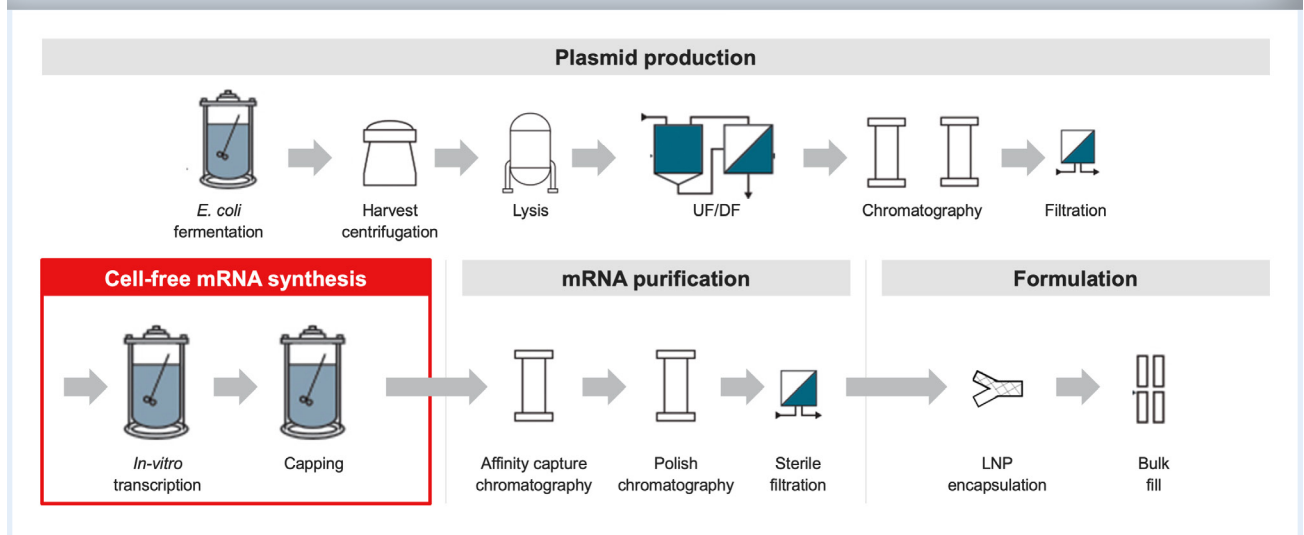 Plasmid production
E. coli
fermentation
Harvest
centrifugation
Lysis
UF/DF
Chromatography
Filtration
Cell-free mRNA synthesis
In-vitro
transcription
Capping
mRNA purification
Affinity capture
chromatography
Polish
chromatography
Sterile
filtration
Formulation
LNP
encapsulation
Bulk
fill